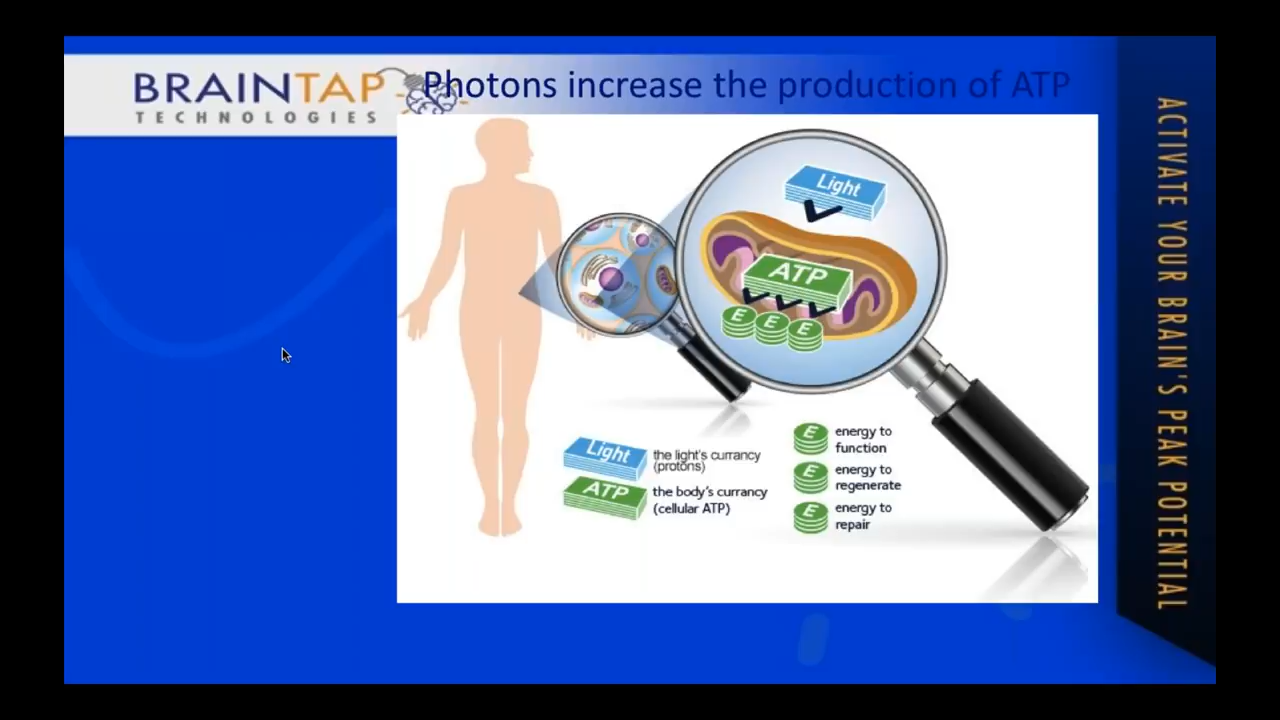 BRAINTAP
TECHNOLOGIES
Photons increase the production of ATP
Light
ATP
E E E
Light
the light's currancy
(protons)
ATP
the body's currancy
(cellular ATP)
E
energy to
function
E
energy to
regenerate
E
energy to
repair
ACTIVATE YOUR BRAIN'S PEAK POTENTIAL